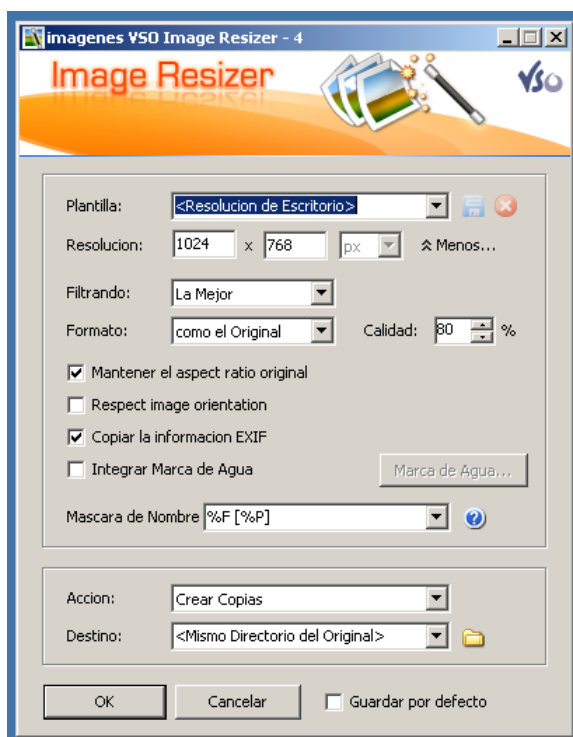 imagenes VSO Image Resizer - 4
Image Resizer
VSO
Plantilla: <Resolucion de Escritorio>
Resolucion: 1024 x 768 px Menos...
Filtrando: La Mejor
Formato: como el Original Calidad: 80 %
Mantener el aspect ratio original
Respect image orientation
Copiar la informacion EXIF
Integrar Marca de Agua Marca de Agua...
Mascara de Nombre %F [%P]
Accion: Crear Copias
Destino: <Mismo Directorio del Original>
OK Cancelar Guardar por defecto